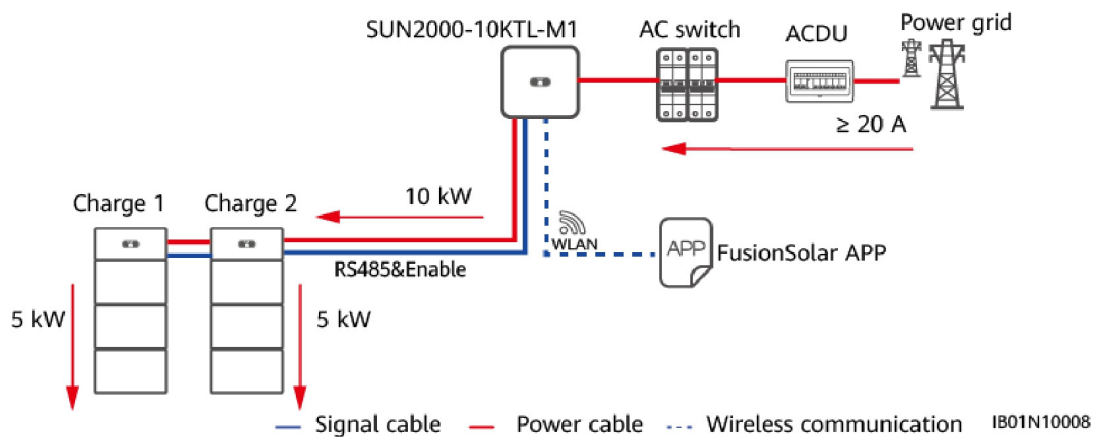 SUN2000-10KTL-M1
AC switch
ACDU
Power grid
≥ 20 A
Charge 1
Charge 2
10 kW
WLAN
APP
FusionSolar APP
RS485&Enable
5 kW
5 kW
Signal cable
Power cable
Wireless communication
IB01N10008